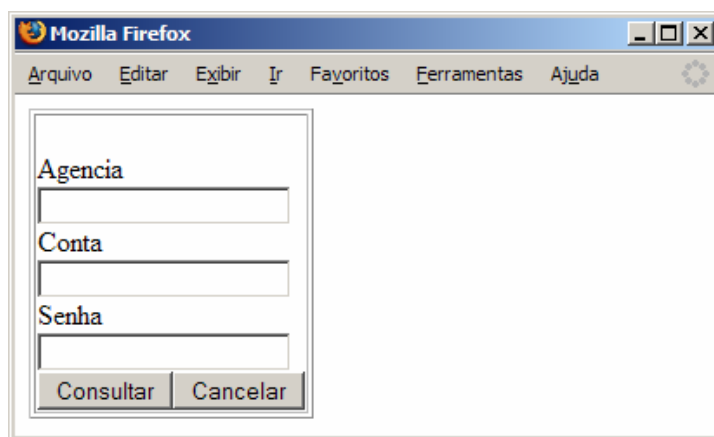 Mozilla Firefox
Arquivo Editar Exibir Ir Favoritos Ferramentas Ajuda
Agencia
Conta
Senha
Consultar Cancelar